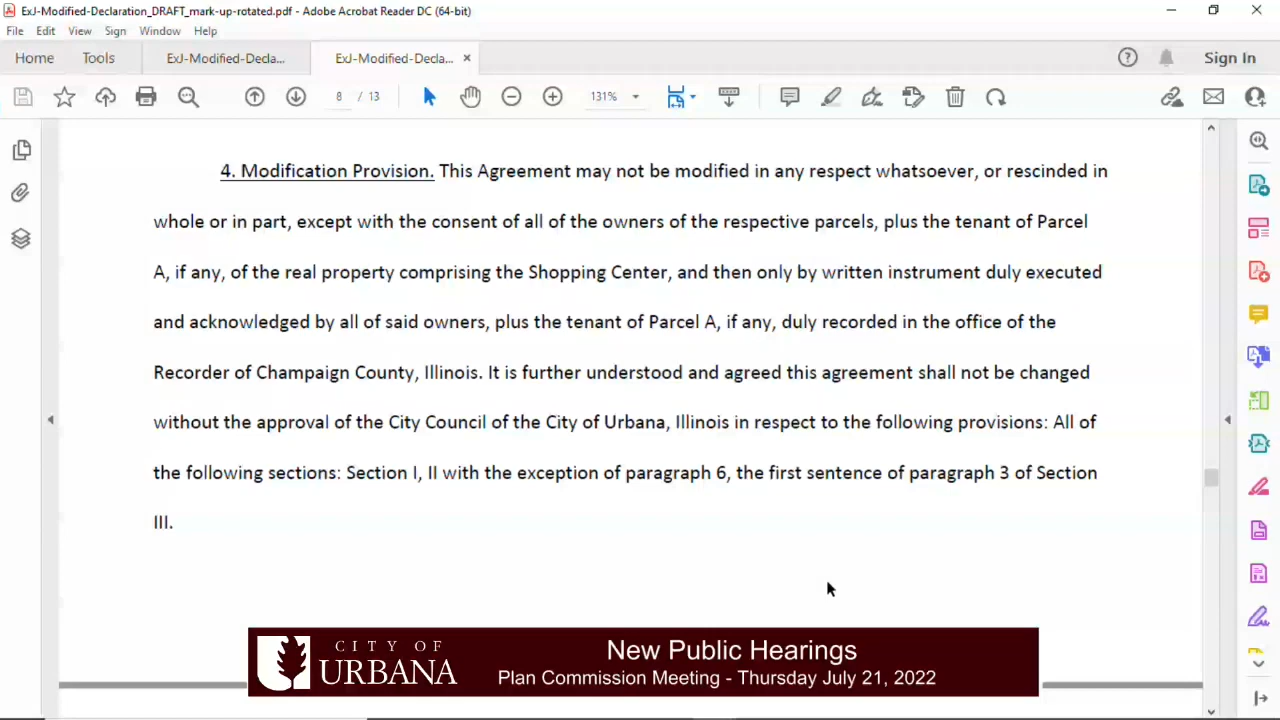 ExJ-Modified-Declaration_DRAFT_mark-up-rotated.pdf - Adobe Acrobat Reader DC (64-bit)
File Edit View Sign Window Help
Home Tools ExJ-Modified-Decla... ExJ-Modified-Decla... Sign In
8 / 13 131%
4. Modification Provision. This Agreement may not be modified in any respect whatsoever, or rescinded in
whole or in part, except with the consent of all of the owners of the respective parcels, plus the tenant of Parcel
A, if any, of the real property comprising the Shopping Center, and then only by written instrument duly executed
and acknowledged by all of said owners, plus the tenant of Parcel A, if any, duly recorded in the office of the
Recorder of Champaign County, Illinois. It is further understood and agreed this agreement shall not be changed
without the approval of the City Council of the City of Urbana, Illinois in respect to the following provisions: All of
the following sections: Section I, II with the exception of paragraph 6, the first sentence of paragraph 3 of Section
III.
CITY OF
URBANA
New Public Hearings
Plan Commission Meeting - Thursday July 21, 2022